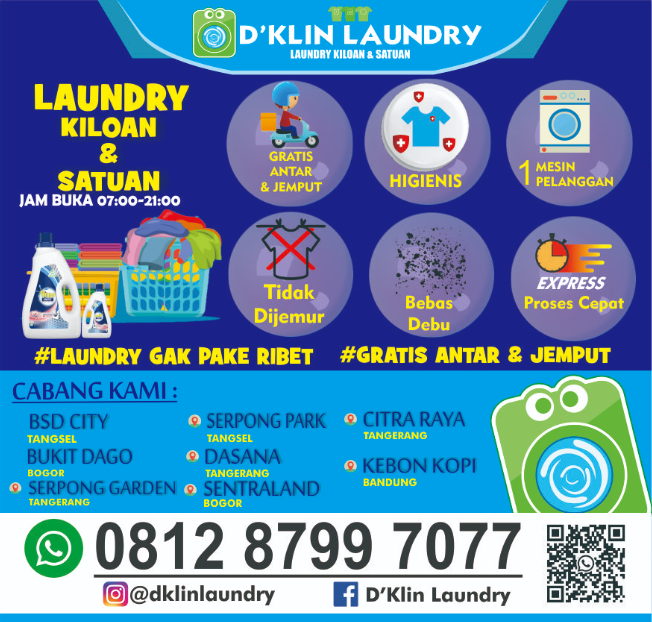 D'KLIN LAUNDRY
LAUNDRY KILOAN & SATUAN
LAUNDRY
KILOAN
&
SATUAN
JAM BUKA 07:00-21:00
GRATIS
ANTAR
& JEMPUT
HIGIENIS
1 MESIN
PELANGGAN
Tidak
Dijemur
Bebas
Debu
EXPRESS
Proses Cepat
#LAUNDRY GAK PAKE RIBET
#GRATIS ANTAR & JEMPUT
CABANG KAMI :
BSD CITY
TANGSEL
BUKIT DAGO
BOGOR
SERPONG GARDEN
TANGERANG
SERPONG PARK
TANGSEL
DASANA
TANGERANG
SENTRALAND
BOGOR
CITRA RAYA
TANGERANG
KEBON KOPI
BANDUNG
0812 8799 7077
@dklinlaundry
D'Klin Laundry